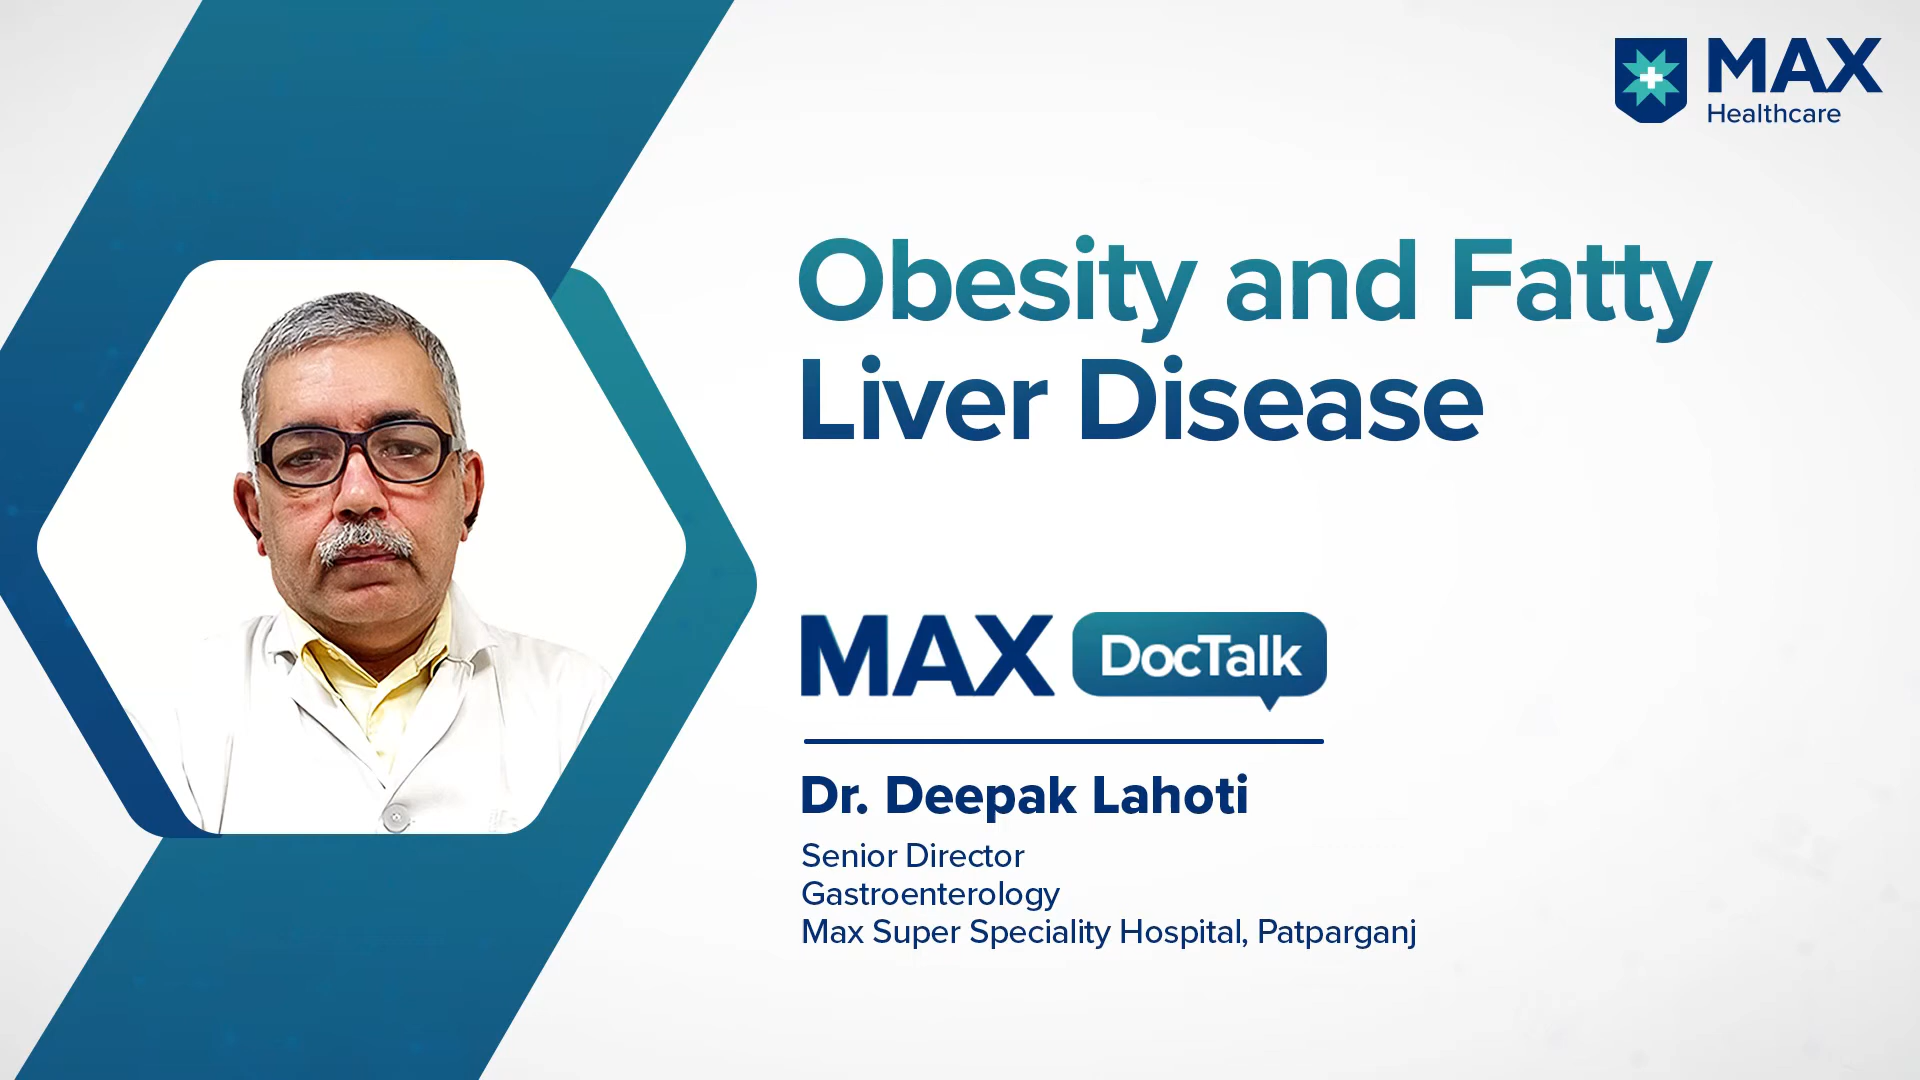 MAX
Healthcare
Obesity and Fatty
Liver Disease
MAX DocTalk
Dr. Deepak Lahoti
Senior Director
Gastroenterology
Max Super Speciality Hospital, Patparganj